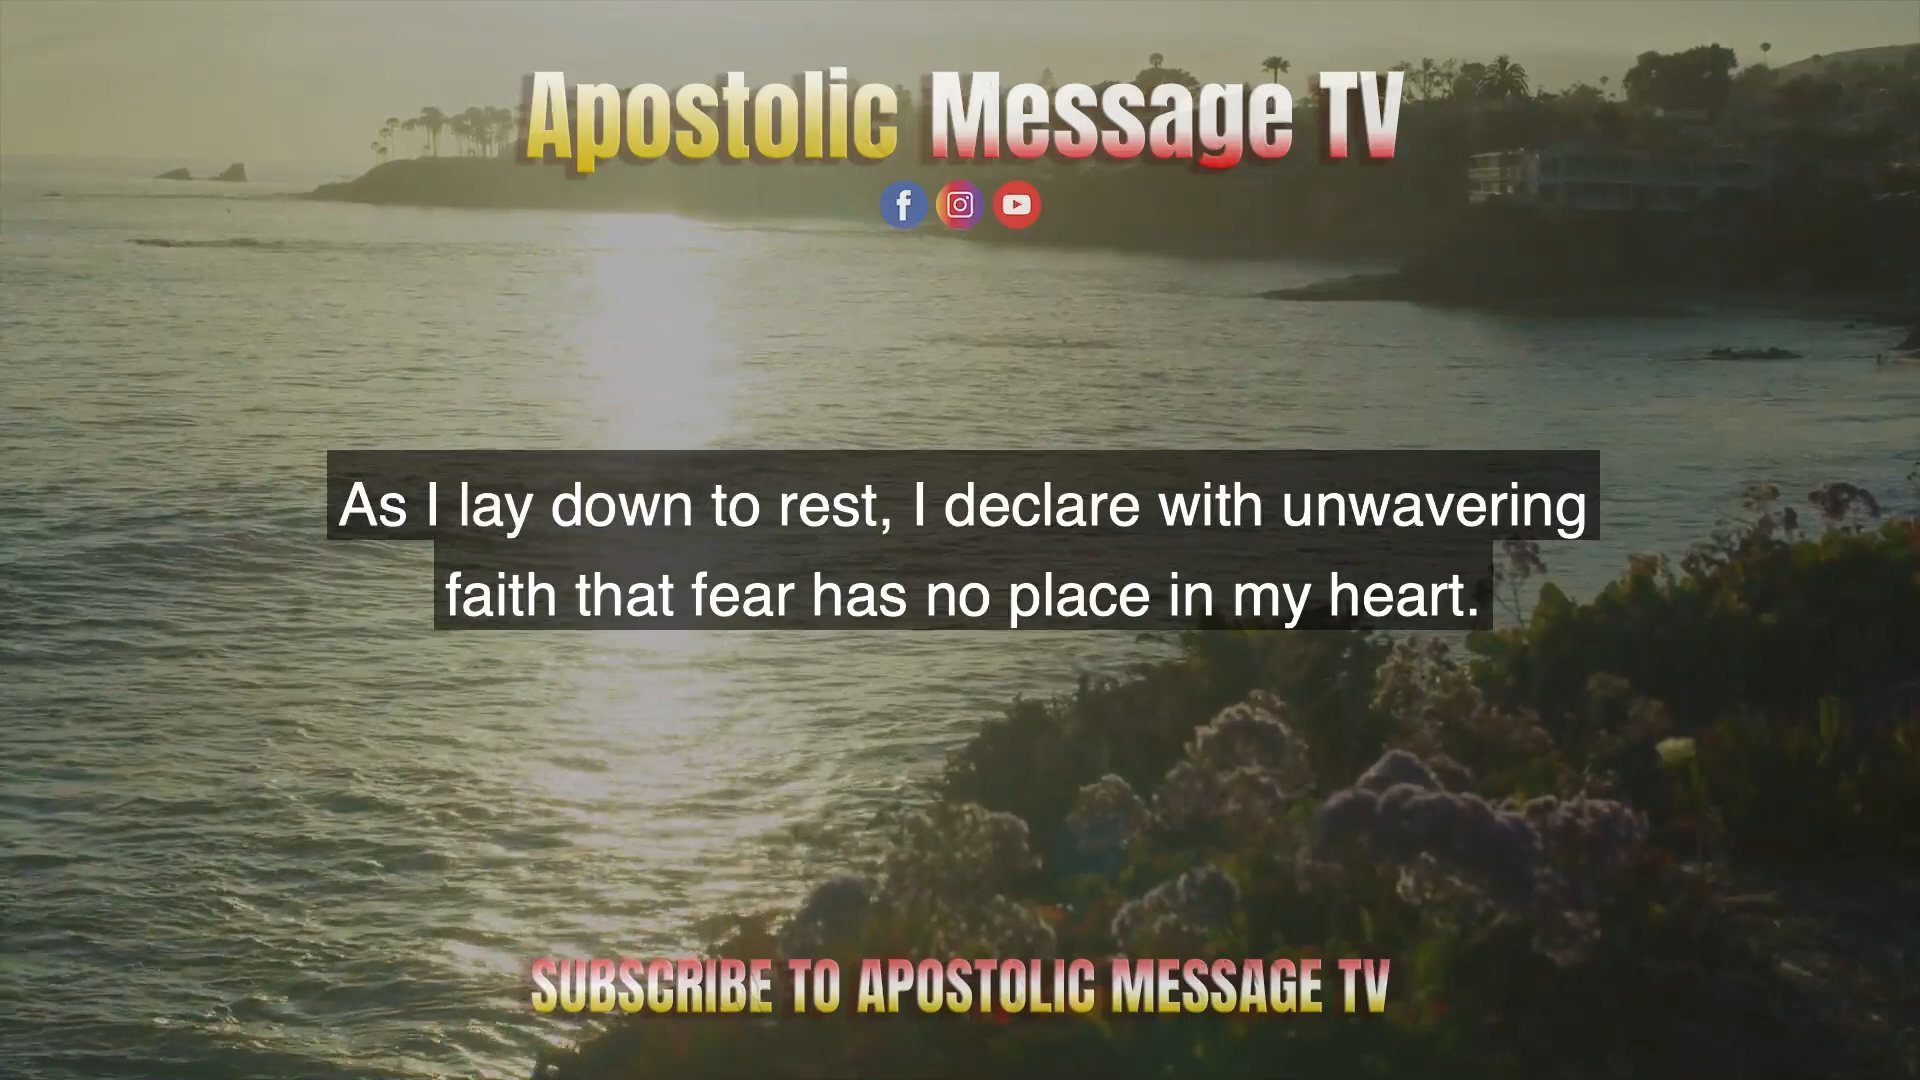 Apostolic Message TV
As I lay down to rest, I declare with unwavering
faith that fear has no place in my heart.
SUBSCRIBE TO APOSTOLIC MESSAGE TV